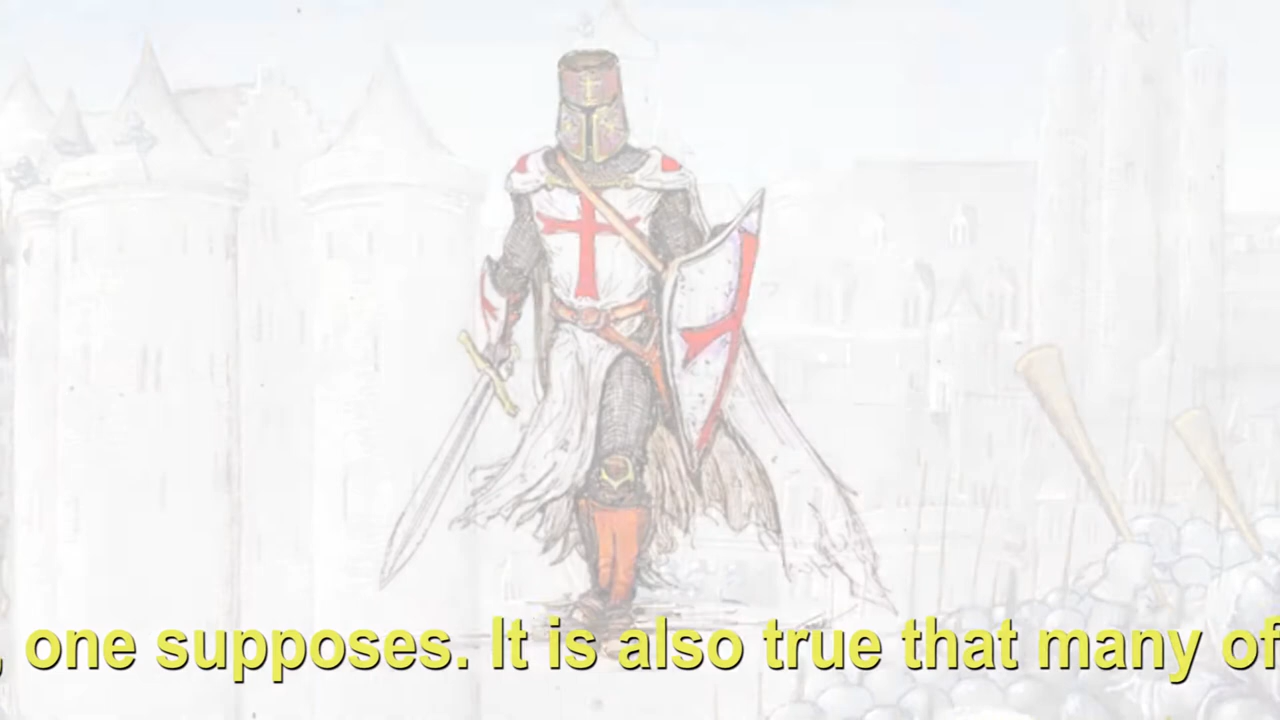 , one supposes. It is also true that many of